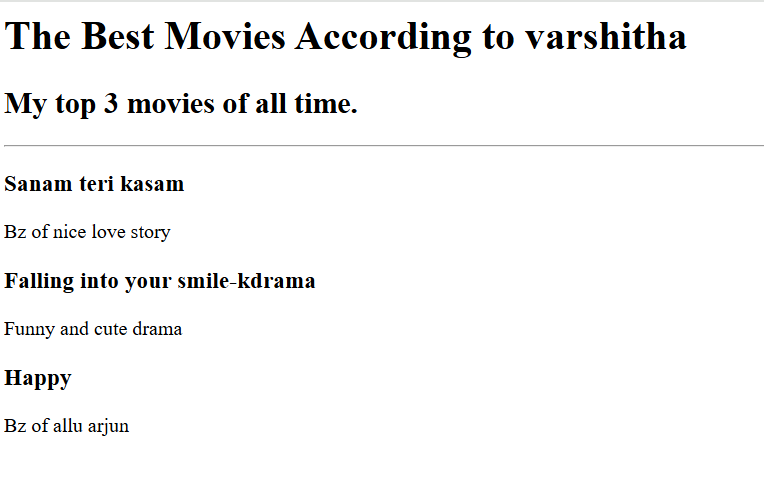 The Best Movies According to varshitha
My top 3 movies of all time.
Sanam teri kasam
Bz of nice love story
Falling into your smile-kdrama
Funny and cute drama
Happy
Bz of allu arjun